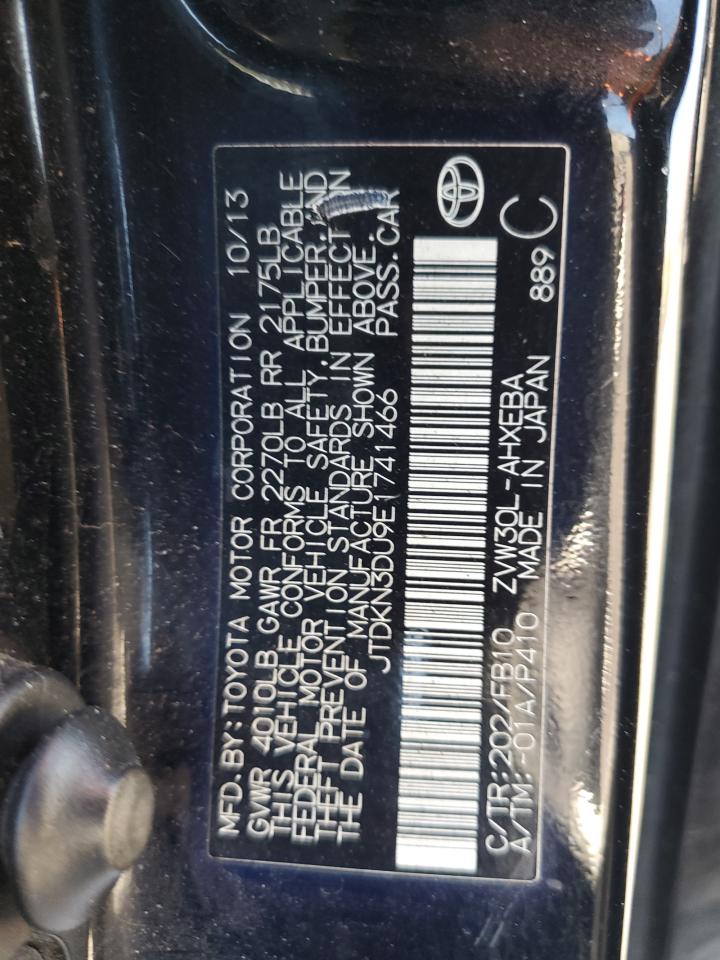 MFD.BY:TOYOTA MOTOR CORPORATION 10/13
GVWR 4010LB GAWR FR 2270LB RR 2175LB
THIS VEHICLE CONFORMS TO ALL APPLICABLE
FEDERAL MOTOR VEHICLE SAFETY,BUMPER,AND
THEFT PREVENTION STANDARDS IN EFFECT ON
THE DATE OF MANUFACTURE SHOWN ABOVE.
JTDKN3DU9E1741466 PASS.CAR
C/TR:202/FB10 ZVW30L-AHXEBA
A/TM:-01A/P410 MADE IN JAPAN 889 C